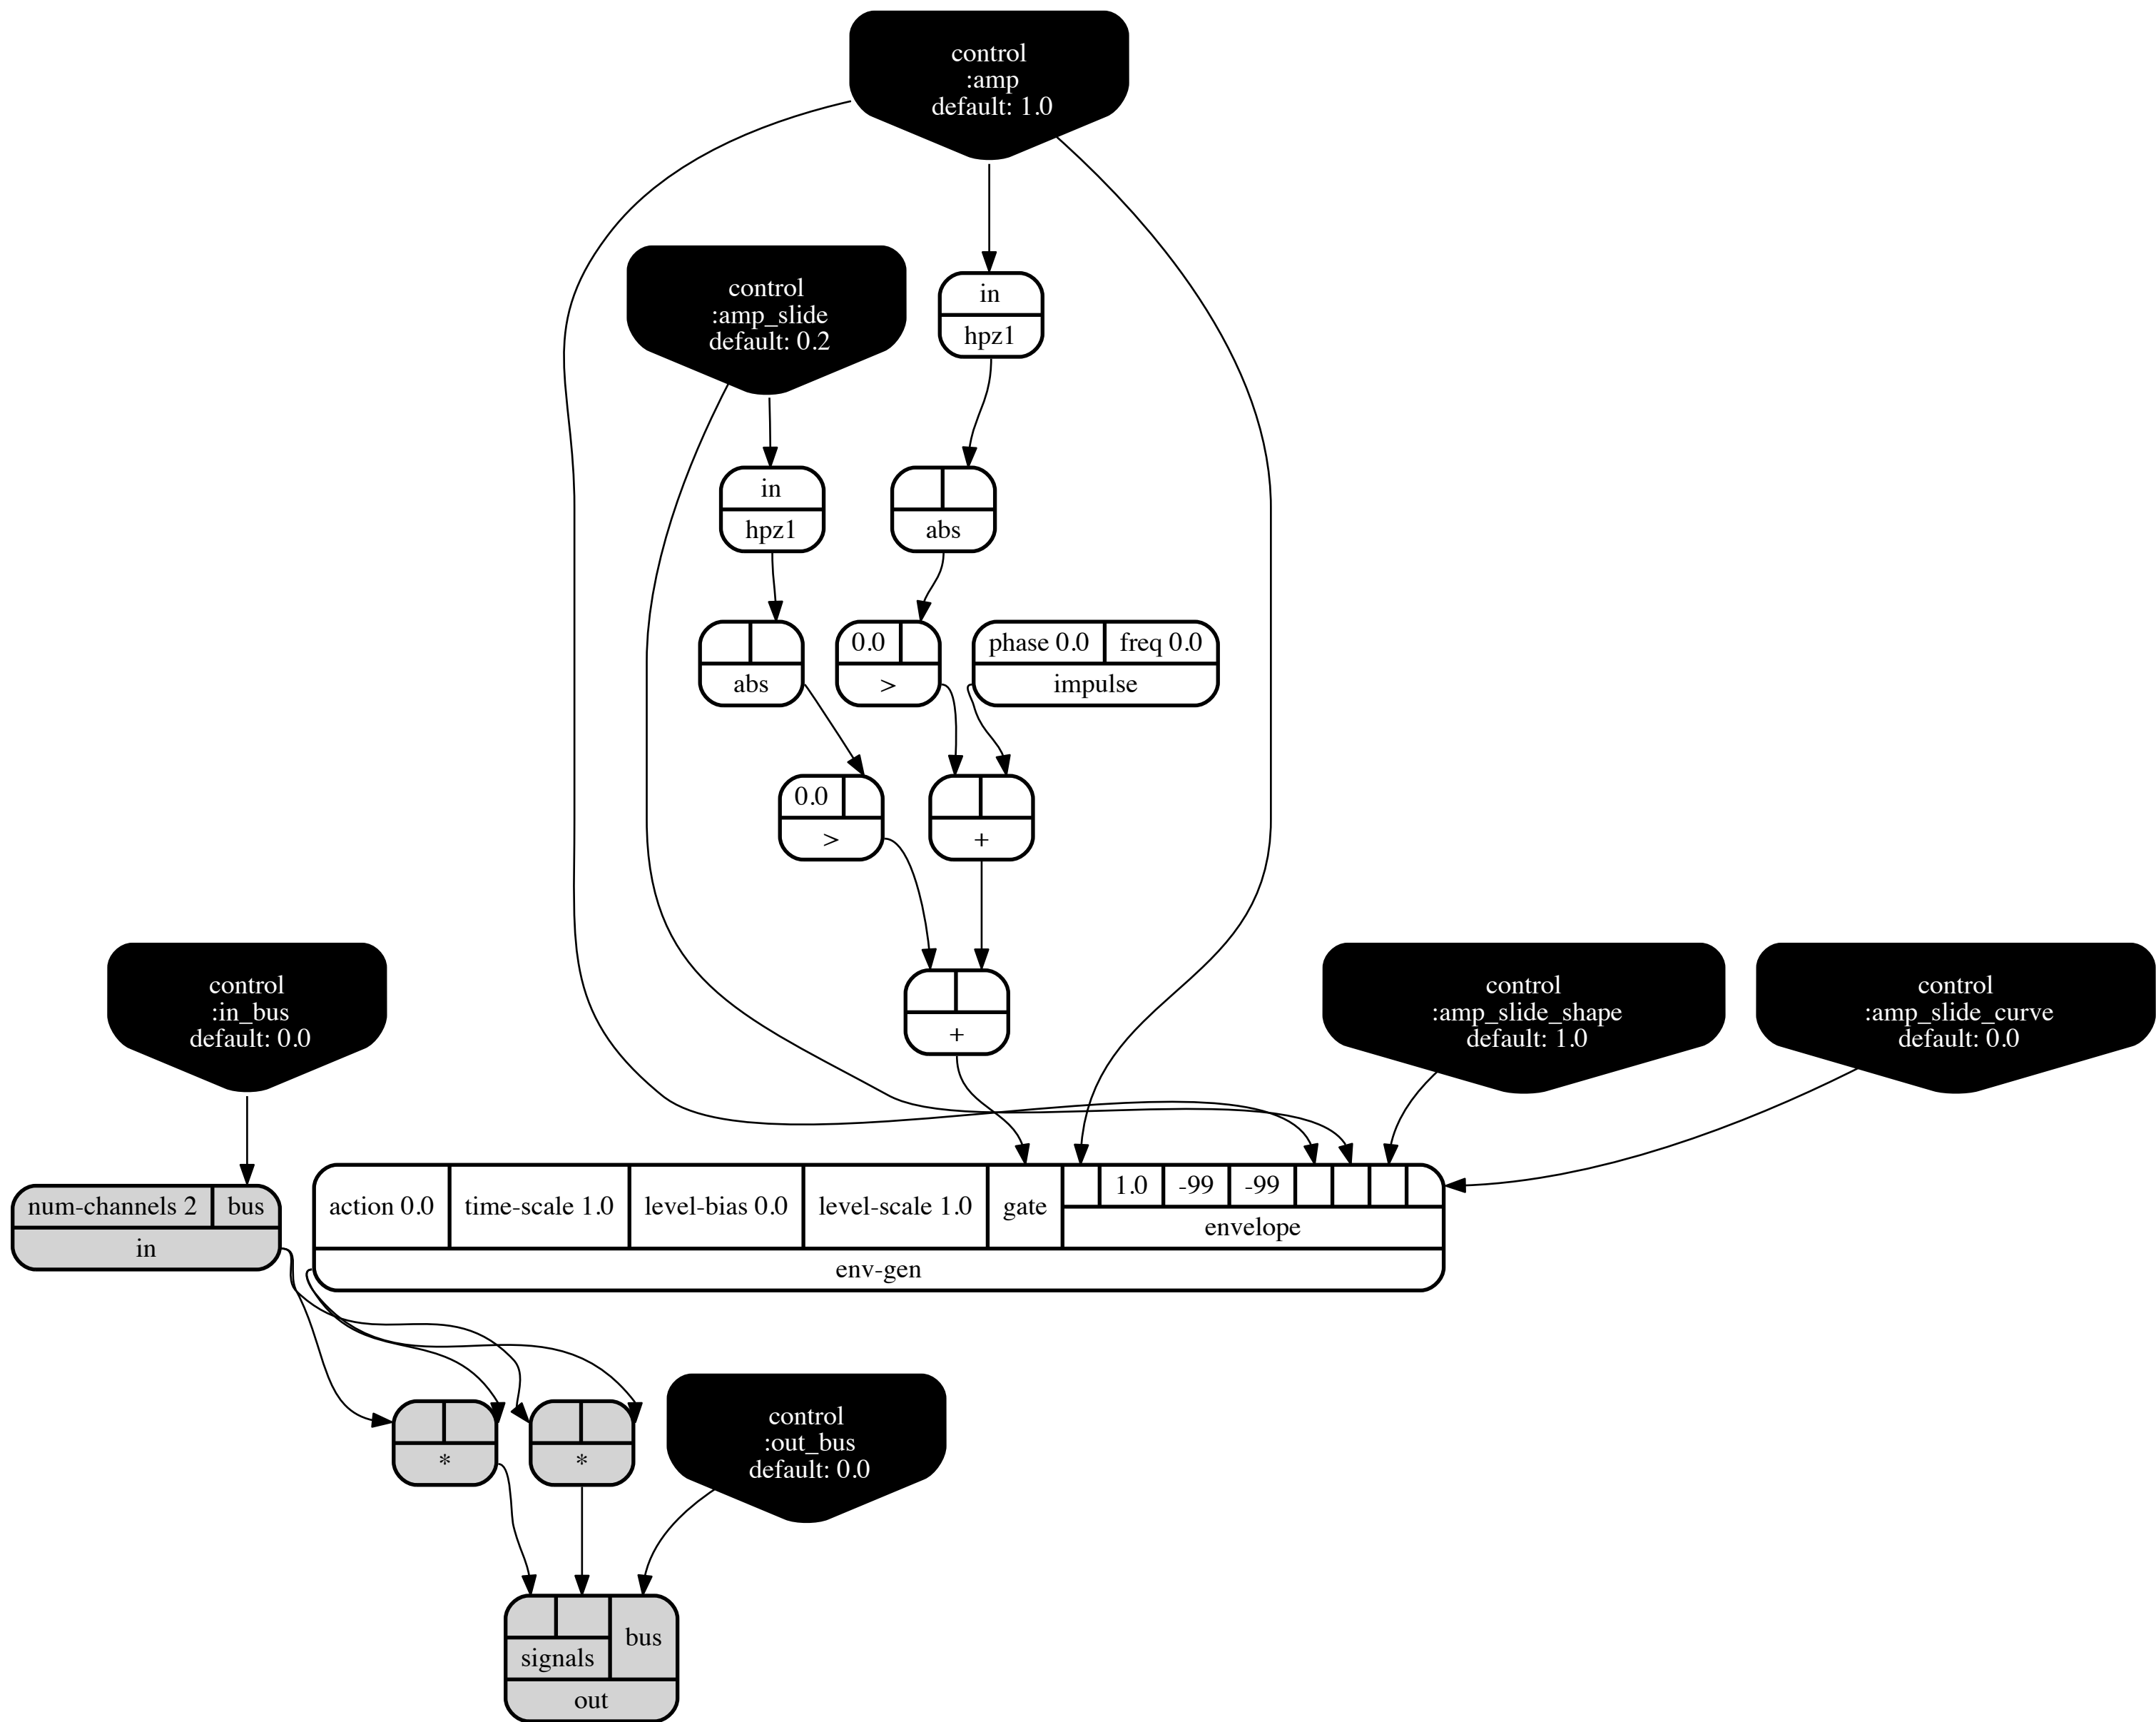 control
:amp
default: 1.0
control
:amp_slide
default: 0.2
in
hpz1
in
hpz1
abs
abs
0.0
>
phase 0.0 freq 0.0
impulse
0.0
>
+
control
:in_bus
default: 0.0
+
control
:amp_slide_shape
default: 1.0
control
:amp_slide_curve
default: 0.0
num-channels 2 bus
in
action 0.0 time-scale 1.0 level-bias 0.0 level-scale 1.0 gate 1.0 -99 -99
envelope
env-gen
*
*
control
:out_bus
default: 0.0
bus
signals
out